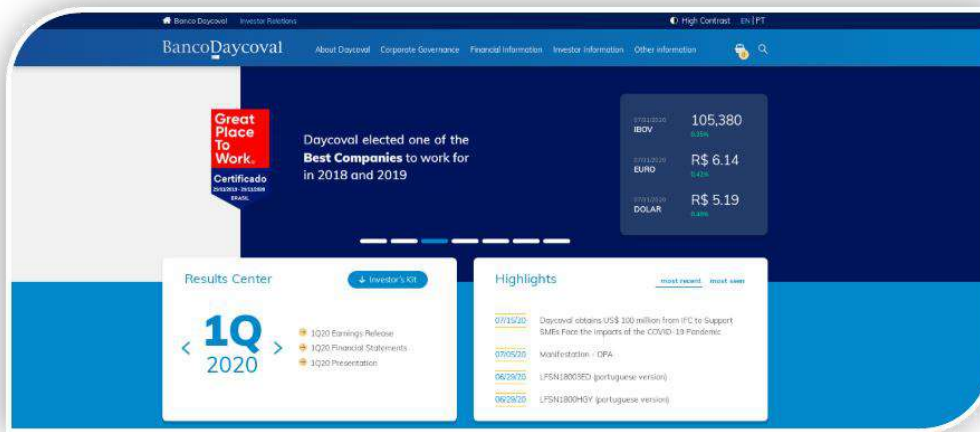 Banco Daycoval Investor Relations High Contrast EN | PT
BancoDaycoval About Daycoval Corporate Governance Financial Information Investor Information Other information 0
Great
Place
To
Work.
Certificado
BRASIL
Daycoval elected one of the
Best Companies to work for
in 2018 and 2019
IBOV 105,380
EURO R$ 6.14
DOLAR R$ 5.19
Results Center Investor's Kit
1Q
2020
1Q20 Earnings Release
1Q20 Financial Statements
1Q20 Presentation
Highlights most recent most seen
07/15/20 Daycoval obtains US$ 100 million from IFC to Support
SMEs Face the Impacts of the COVID-19 Pandemic
07/05/20 Manifestation - OPA
06/29/20 (portuguese version)
06/29/20 LFSN1800HGY (portuguese version)